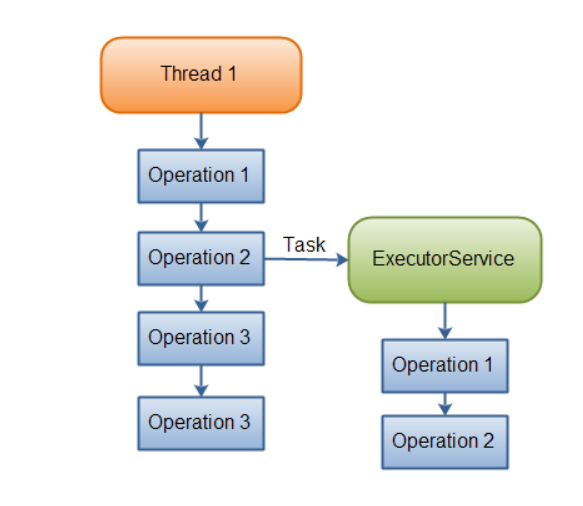 Thread 1
Operation 1
Operation 2
Task
ExecutorService
Operation 3
Operation 3
Operation 1
Operation 2